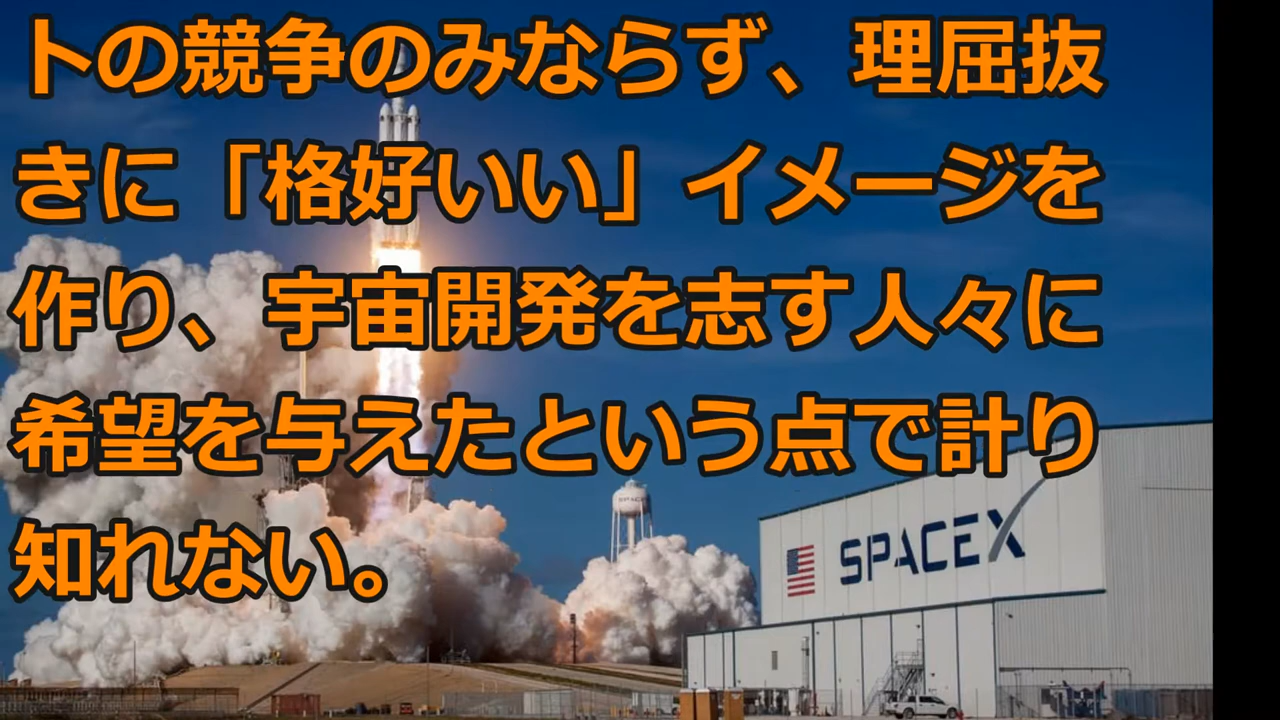 トの競争のみならず、理屈抜
きに「格好いい」イメージを
作り、宇宙開発を志す人々に
希望を与えたという点で計り
知れない。
SPACEX
SPACEX